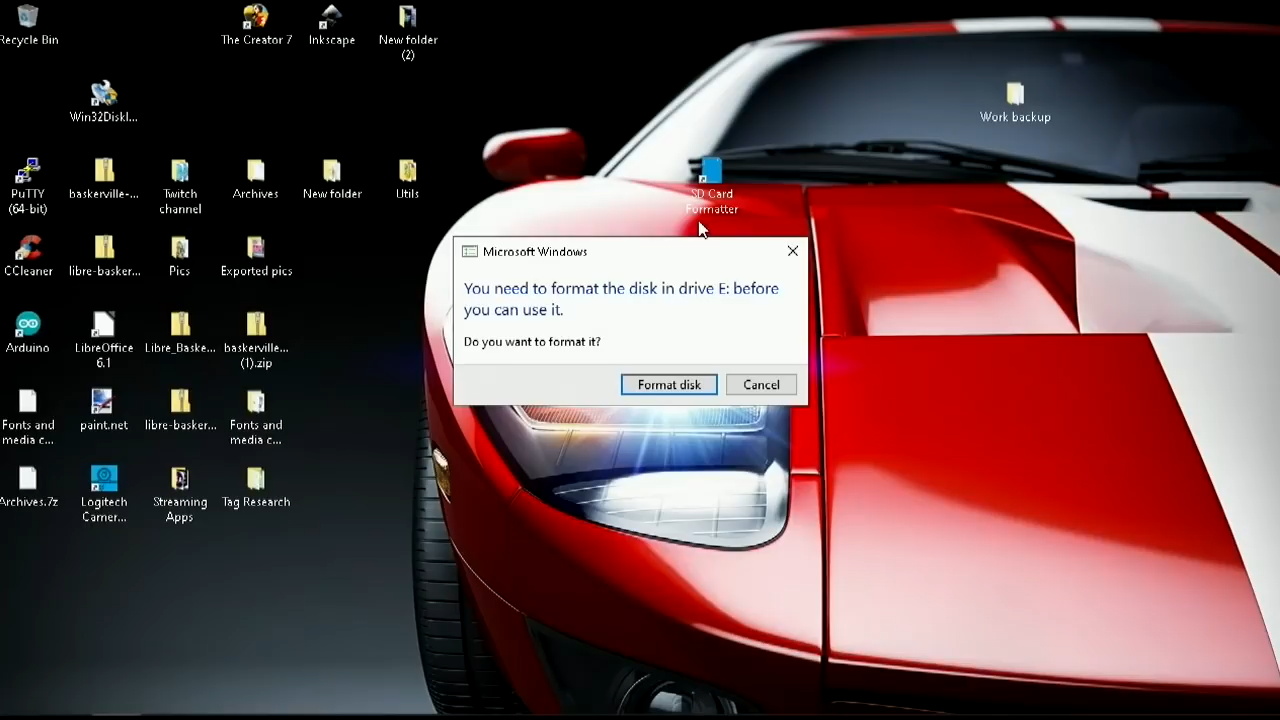 Recycle Bin
The Creator 7
Inkscape
New folder
(2)
Win32DiskI...
Work backup
PuTTY
(64-bit)
baskerville-...
Twitch
channel
Archives
New folder
Utils
SD Card
Formatter
CCleaner
libre-basker...
Pics
Exported pics
Microsoft Windows
You need to format the disk in drive E: before
you can use it.
Do you want to format it?
Format disk
Cancel
Arduino
LibreOffice
6.1
Libre_Baske...
baskerville...
(1).zip
Fonts and
media c...
paint.net
libre-basker...
Fonts and
media c...
Archives.7z
Logitech
Camer...
Streaming
Apps
Tag Research